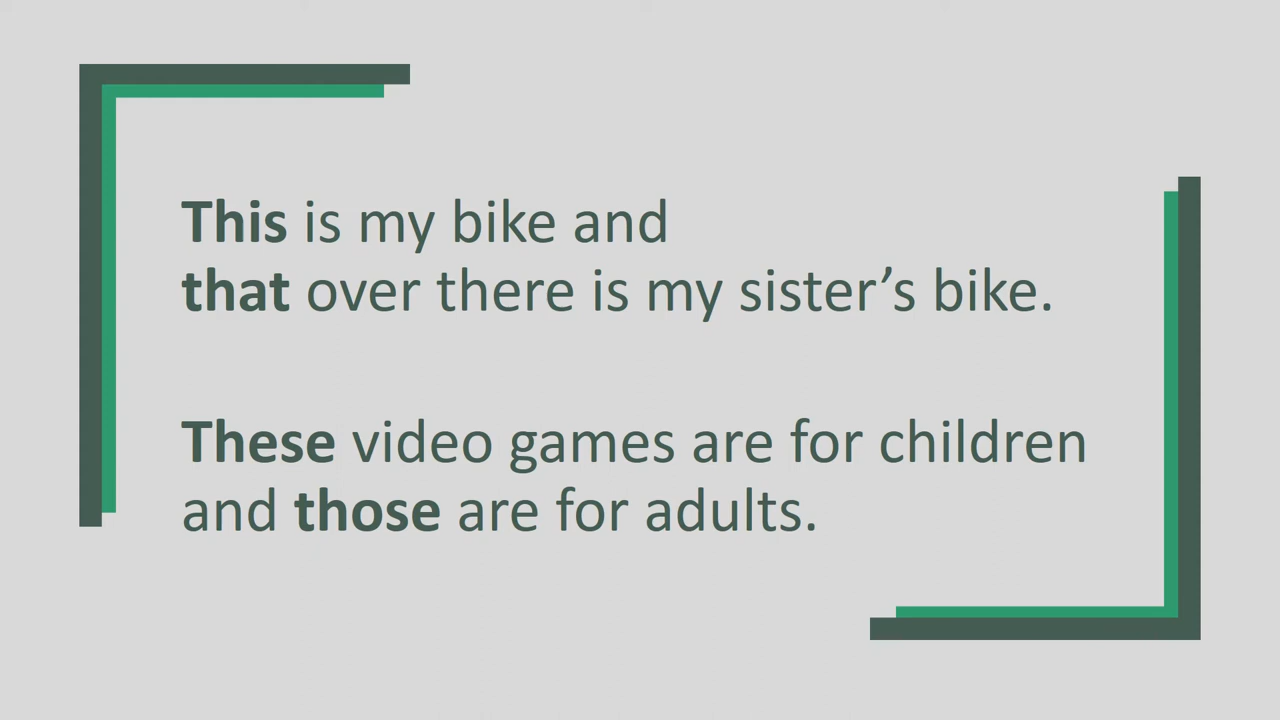 This is my bike and
that over there is my sister’s bike.
These video games are for children
and those are for adults.